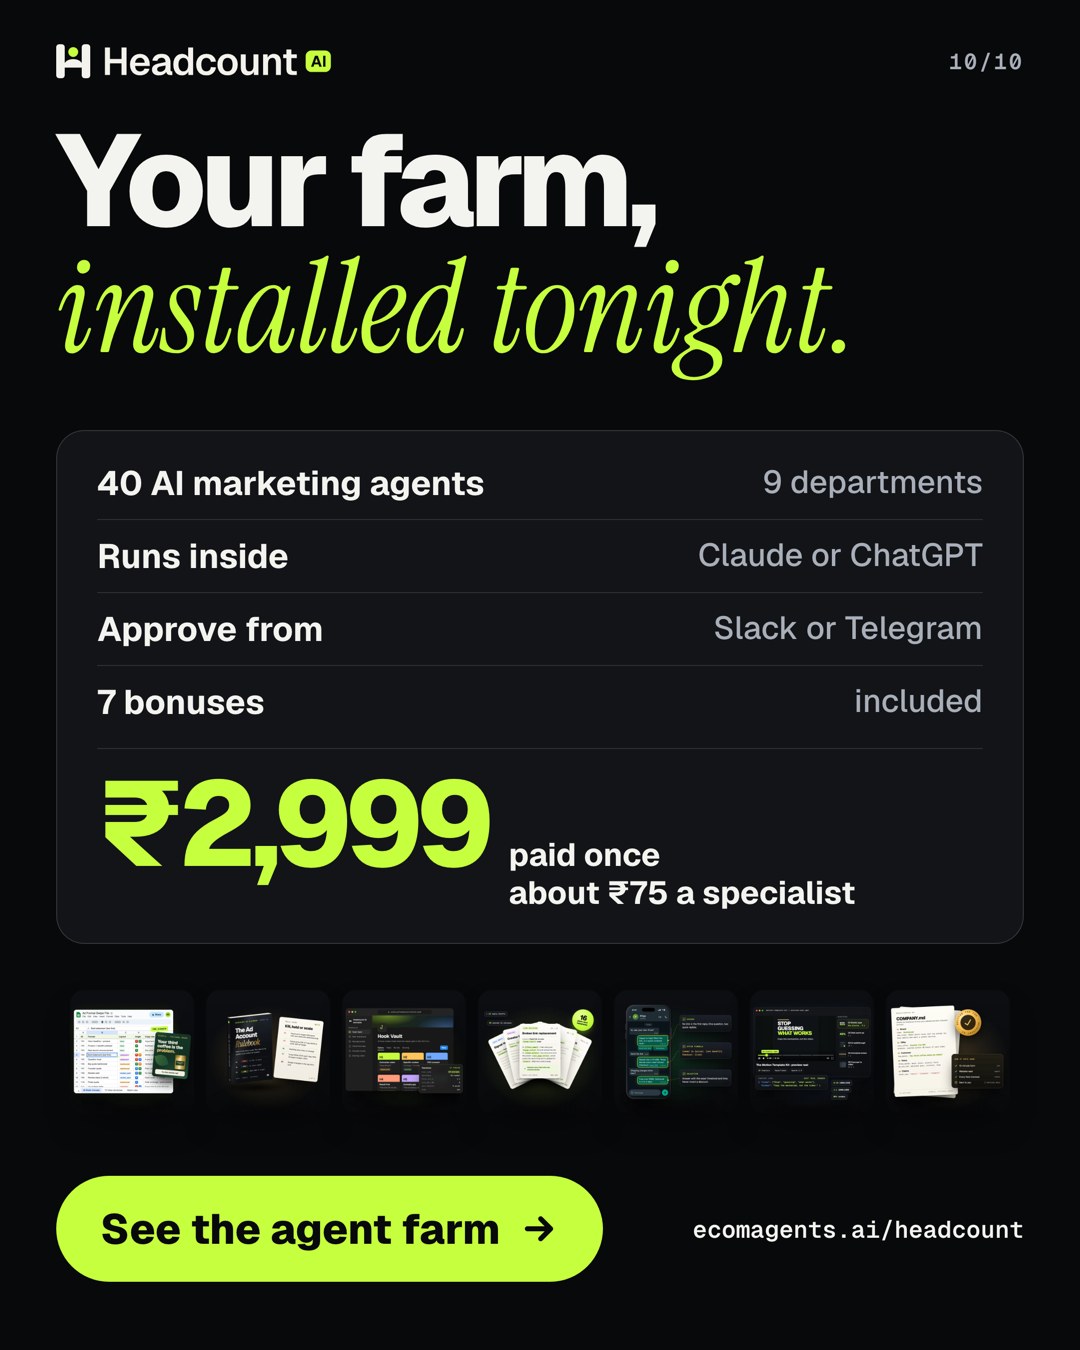 Headcount AI
10/10
Your farm,
installed tonight.
40 AI marketing agents
9 departments
Runs inside
Claude or ChatGPT
Approve from
Slack or Telegram
7 bonuses
included
₹2,999
paid once
about ₹75 a specialist
The Ad
Account
Rulebook
Hook Vault
16
STOP
GUESSING
WHAT WORKS
COMPANY.md
See the agent farm →
ecomagents.ai/headcount